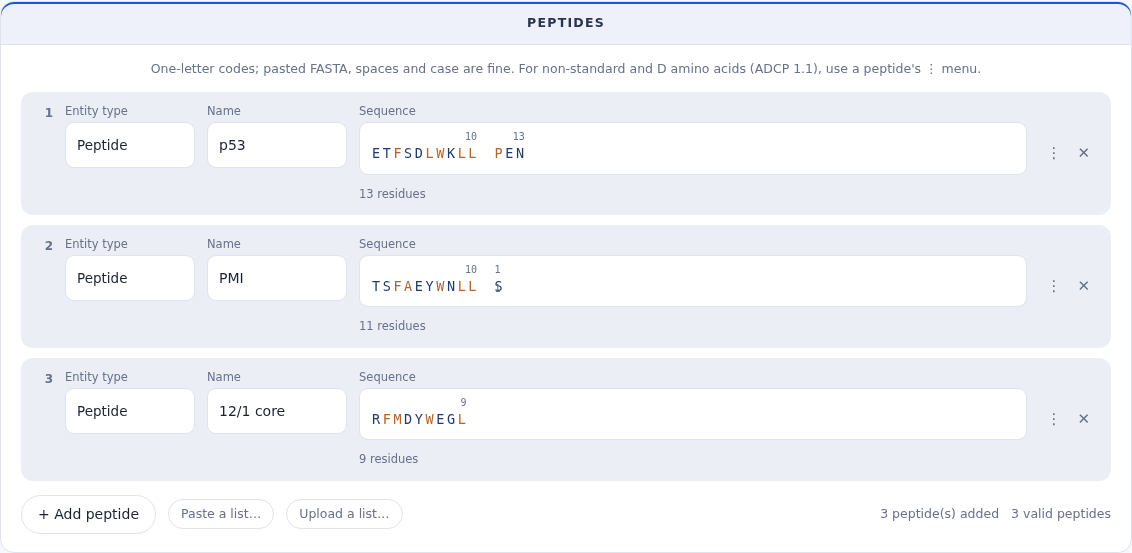 PEPTIDES
One-letter codes; pasted FASTA, spaces and case are fine. For non-standard and D amino acids (ADCP 1.1), use a peptide's ⋮ menu.
1 Entity type Name Sequence
10 13
Peptide p53 ETFSDLWKLL PEN ⋮ ✕
13 residues
2 Entity type Name Sequence
10 1
Peptide PMI TSFAEYWNLL S ⋮ ✕
11 residues
3 Entity type Name Sequence
9
Peptide 12/1 core RFMDYWEGL ⋮ ✕
9 residues
+ Add peptide Paste a list... Upload a list... 3 peptide(s) added 3 valid peptides